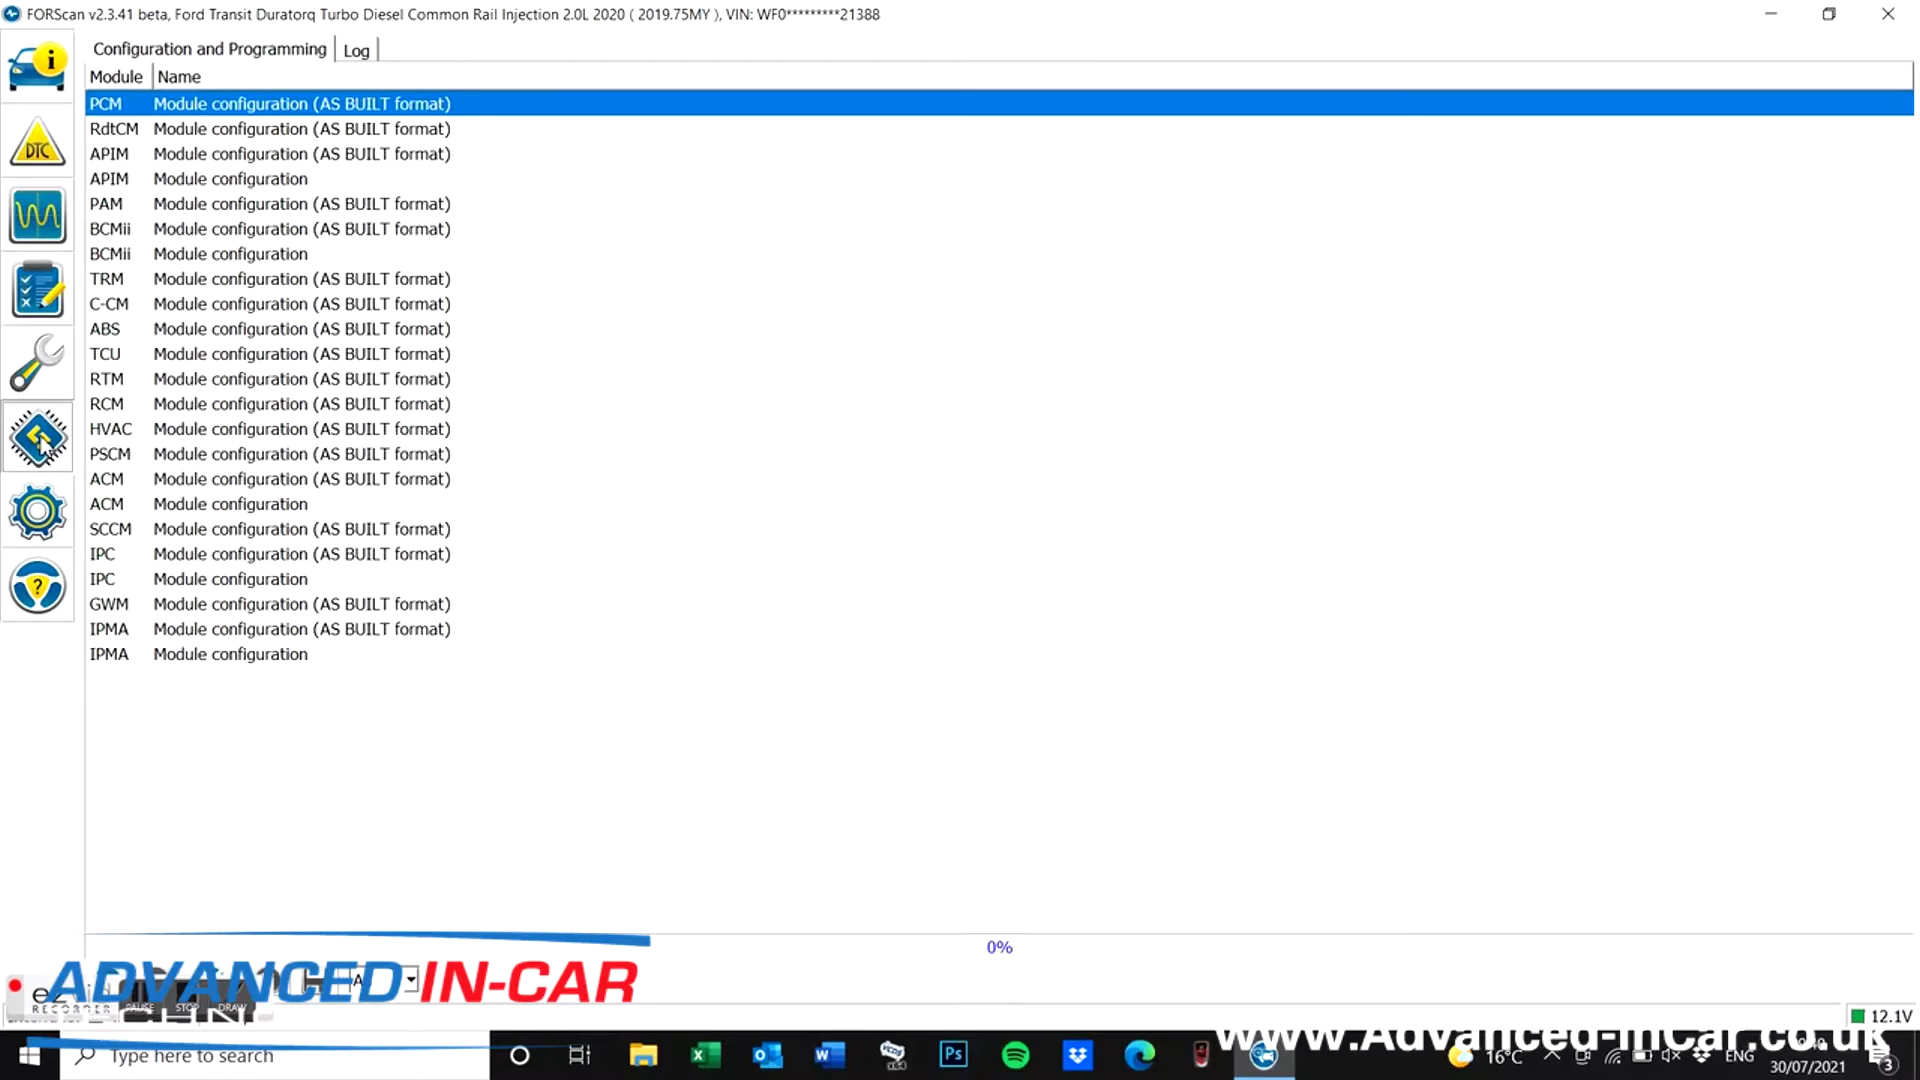 FORScan v2.3.41 beta, Ford Transit Duratorq Turbo Diesel Common Rail Injection 2.0L 2020 ( 2019.75MY ), VIN: WF0*********21388
Configuration and Programming
Log
Module Name
PCM Module configuration (AS BUILT format)
RdtCM Module configuration (AS BUILT format)
APIM Module configuration (AS BUILT format)
APIM Module configuration
PAM Module configuration (AS BUILT format)
BCMii Module configuration (AS BUILT format)
BCMii Module configuration
TRM Module configuration (AS BUILT format)
C-CM Module configuration (AS BUILT format)
ABS Module configuration (AS BUILT format)
TCU Module configuration (AS BUILT format)
RTM Module configuration (AS BUILT format)
RCM Module configuration (AS BUILT format)
HVAC Module configuration (AS BUILT format)
PSCM Module configuration (AS BUILT format)
ACM Module configuration (AS BUILT format)
ACM Module configuration
SCCM Module configuration (AS BUILT format)
IPC Module configuration (AS BUILT format)
IPC Module configuration
GWM Module configuration (AS BUILT format)
IPMA Module configuration (AS BUILT format)
IPMA Module configuration
i
DTC
?
0%
ADVANCED IN-CAR
RECORDER
PAUSE STOP DRAW
12.1V
www.Advanced-inCar.co.uk
Type here to search
16°C ENG
30/07/2021
3
Ps